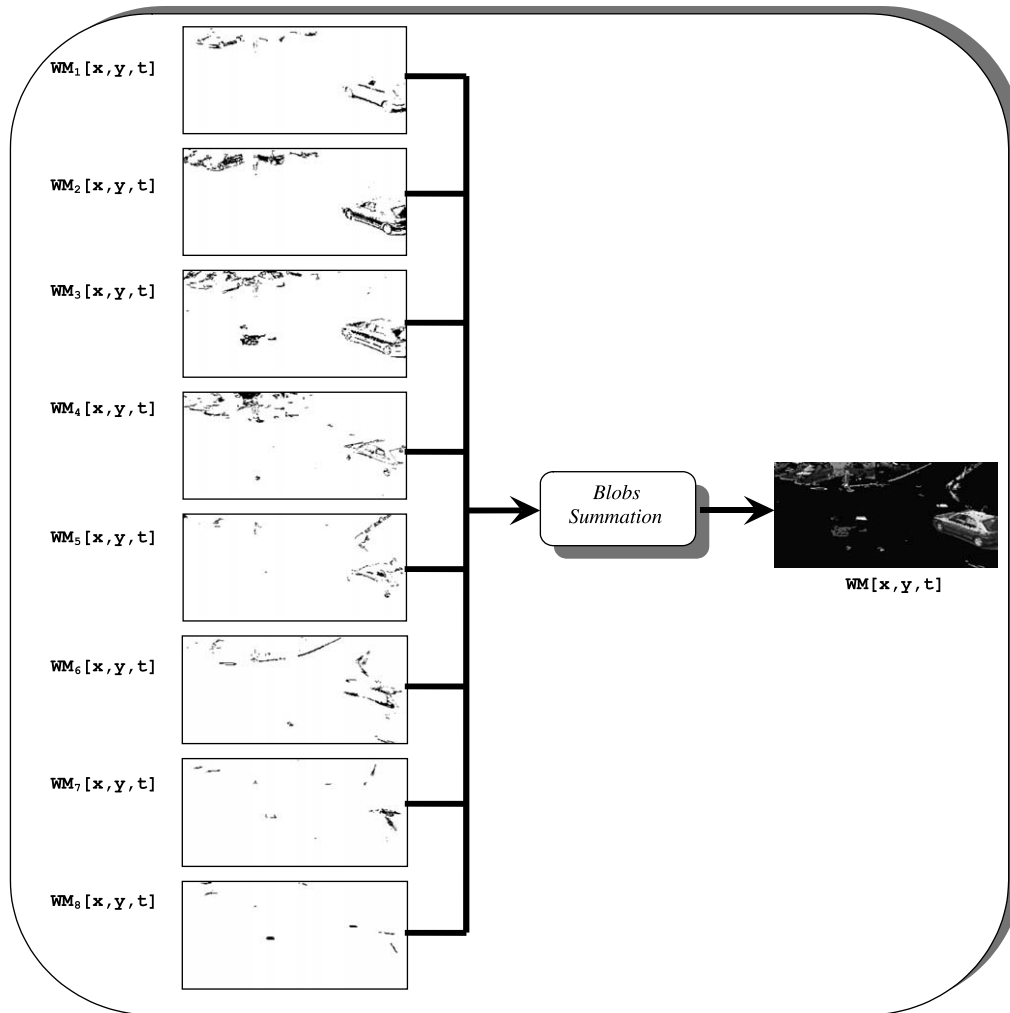 WM₁[x,y,t]
WM₂[x,y,t]
WM₃[x,y,t]
WM₄[x,y,t]
WM₅[x,y,t]
WM₆[x,y,t]
WM₇[x,y,t]
WM₈[x,y,t]
Blobs
Summation
WM[x,y,t]